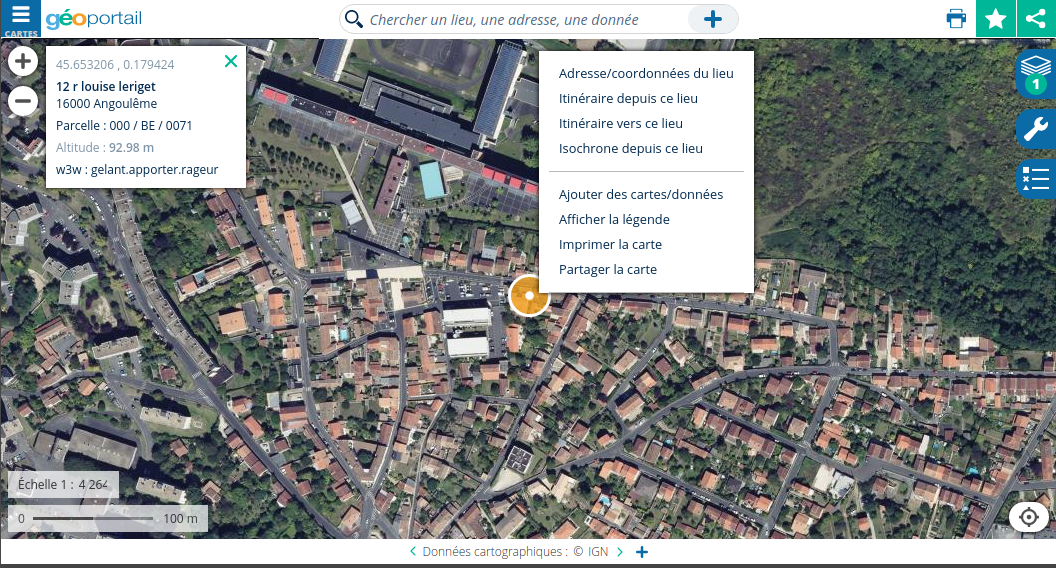 CARTES
géoportail
Chercher un lieu, une adresse, une donnée
45.653206 , 0.179424
12 r louise leriget
16000 Angoulême
Parcelle : 000 / BE / 0071
Altitude : 92.98 m
w3w : gelant.apporter.rageur
Adresse/coordonnées du lieu
Itinéraire depuis ce lieu
Itinéraire vers ce lieu
Isochrone depuis ce lieu
Ajouter des cartes/données
Afficher la légende
Imprimer la carte
Partager la carte
1
Échelle 1 : 4 264
0 100 m
Données cartographiques : © IGN